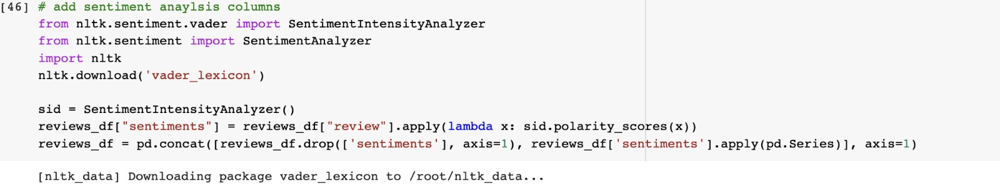 [46] # add sentiment anaylsis columns
from nltk.sentiment.vader import SentimentIntensityAnalyzer
from nltk.sentiment import SentimentAnalyzer
import nltk
nltk.download('vader_lexicon')
sid = SentimentIntensityAnalyzer()
reviews_df["sentiments"] = reviews_df["review"].apply(lambda x: sid.polarity_scores(x))
reviews_df = pd.concat([reviews_df.drop(['sentiments'], axis=1), reviews_df['sentiments'].apply(pd.Series)], axis=1)
[nltk_data] Downloading package vader_lexicon to /root/nltk_data...